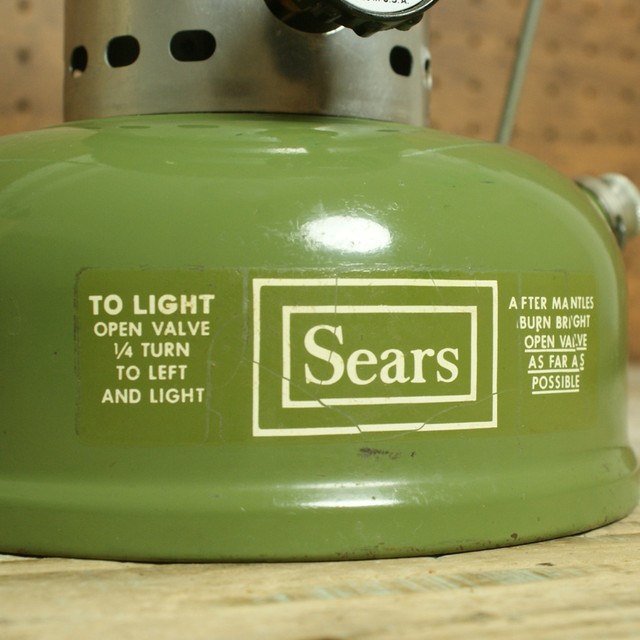 U.S.A.
TO LIGHT
OPEN VALVE
1/4 TURN
TO LEFT
AND LIGHT
Sears
AFTER MANTLES
BURN BRIGHT
OPEN VALVE
AS FAR AS
POSSIBLE